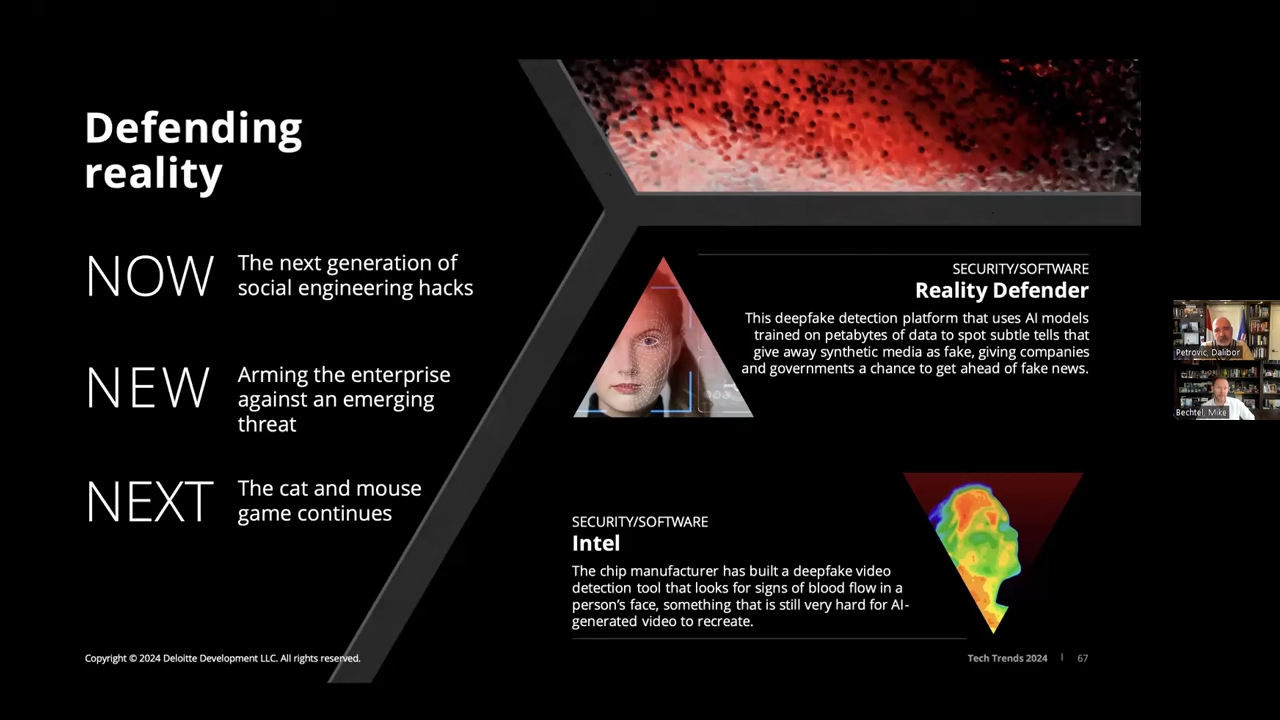 Defending
reality
NOW
The next generation of
social engineering hacks
NEW
Arming the enterprise
against an emerging
threat
NEXT
The cat and mouse
game continues
SECURITY/SOFTWARE
Reality Defender
This deepfake detection platform that uses AI models
trained on petabytes of data to spot subtle tells that
give away synthetic media as fake, giving companies
and governments a chance to get ahead of fake news.
SECURITY/SOFTWARE
Intel
The chip manufacturer has built a deepfake video
detection tool that looks for signs of blood flow in a
person's face, something that is still very hard for AI-
generated video to recreate.
Copyright © 2024 Deloitte Development LLC. All rights reserved.
Tech Trends 2024 | 67
Petrovic, Dalibor
Bechtel, Mike